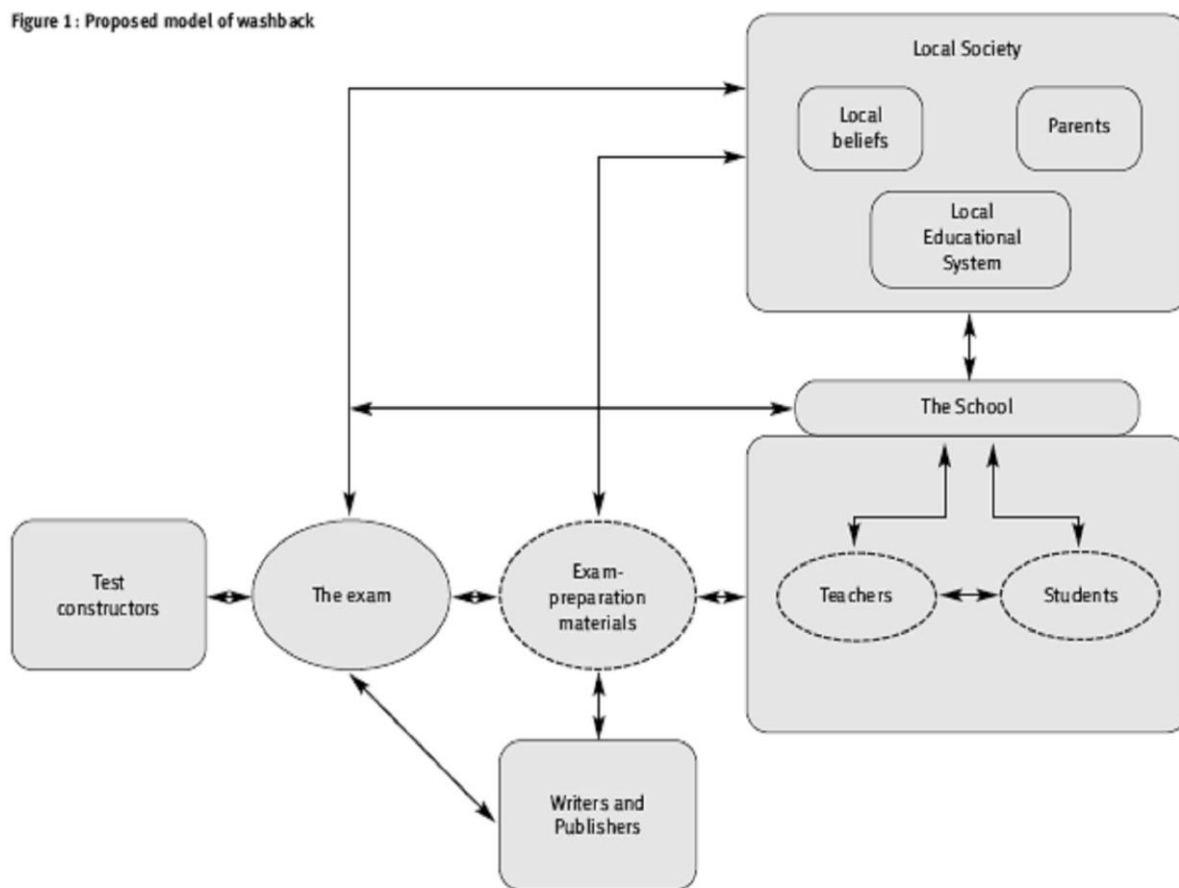 Figure 1: Proposed model of washback
Local Society
Local
beliefs
Parents
Local
Educational
System
The School
Test
constructors
The exam
Exam-
preparation
materials
Teachers
Students
Writers and
Publishers